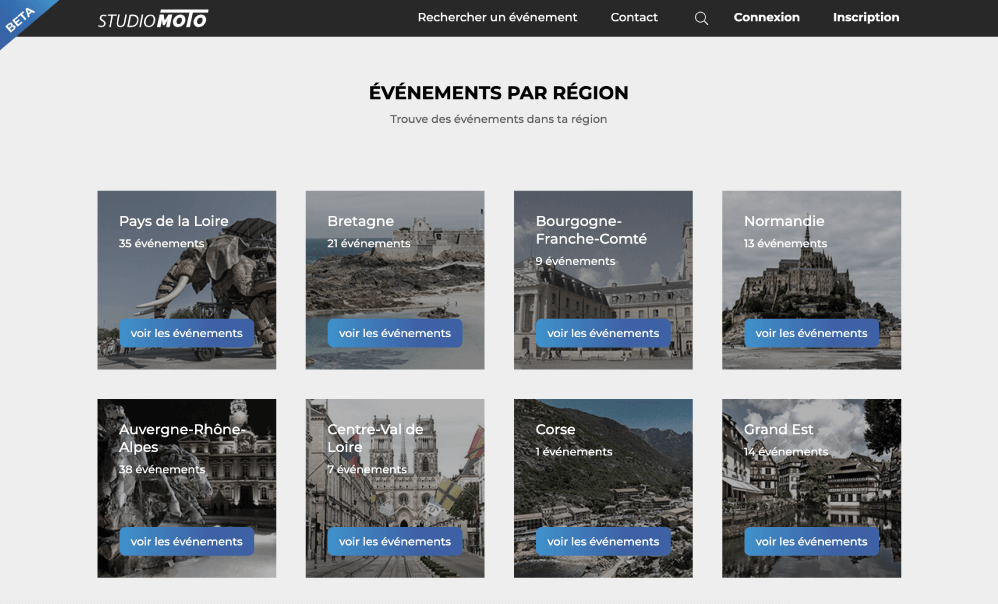 BETA
STUDIOMOTO
Rechercher un événement
Contact
Connexion
Inscription
ÉVÉNEMENTS PAR RÉGION
Trouve des événements dans ta région
Pays de la Loire
35 événements
voir les événements
Bretagne
21 événements
voir les événements
Bourgogne-
Franche-Comté
9 événements
voir les événements
Normandie
13 événements
voir les événements
Auvergne-Rhône-
Alpes
38 événements
voir les événements
Centre-Val de
Loire
7 événements
voir les événements
Corse
1 événements
voir les événements
Grand Est
14 événements
voir les événements